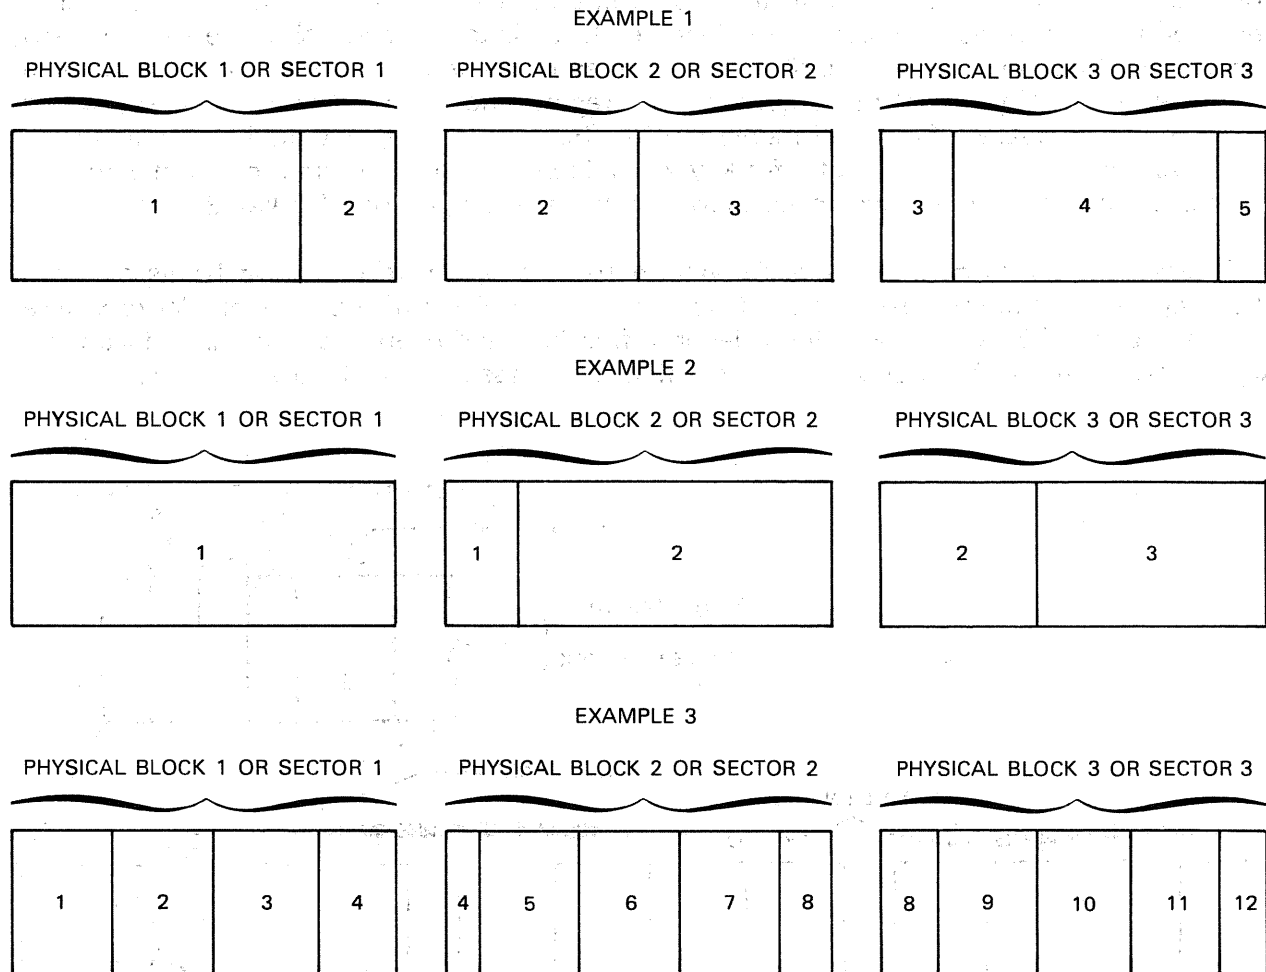 EXAMPLE 1
PHYSICAL BLOCK 1 OR SECTOR 1 PHYSICAL BLOCK 2 OR SECTOR 2 PHYSICAL BLOCK 3 OR SECTOR 3
1 2 2 3 3 4 5
EXAMPLE 2
PHYSICAL BLOCK 1 OR SECTOR 1 PHYSICAL BLOCK 2 OR SECTOR 2 PHYSICAL BLOCK 3 OR SECTOR 3
1 1 2 2 3
EXAMPLE 3
PHYSICAL BLOCK 1 OR SECTOR 1 PHYSICAL BLOCK 2 OR SECTOR 2 PHYSICAL BLOCK 3 OR SECTOR 3
1 2 3 4 4 5 6 7 8 8 9 10 11 12